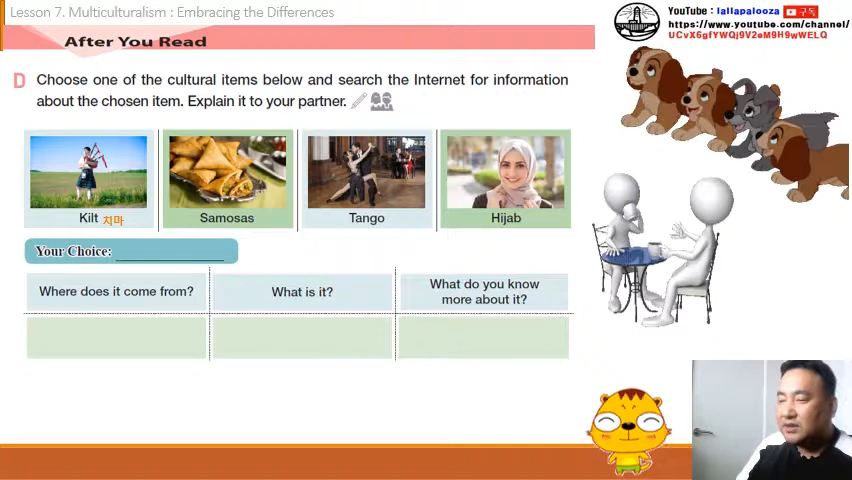 Lesson 7. Multiculturalism : Embracing the Differences
After You Read
YouTube : lallapalooza 구독
https://www.youtube.com/channel/
UCvX6gfYWQj9V2eM9H9wWELQ
D Choose one of the cultural items below and search the Internet for information
about the chosen item. Explain it to your partner.
Kilt 치마
Samosas
Tango
Hijab
Your Choice:
Where does it come from?
What is it?
What do you know
more about it?